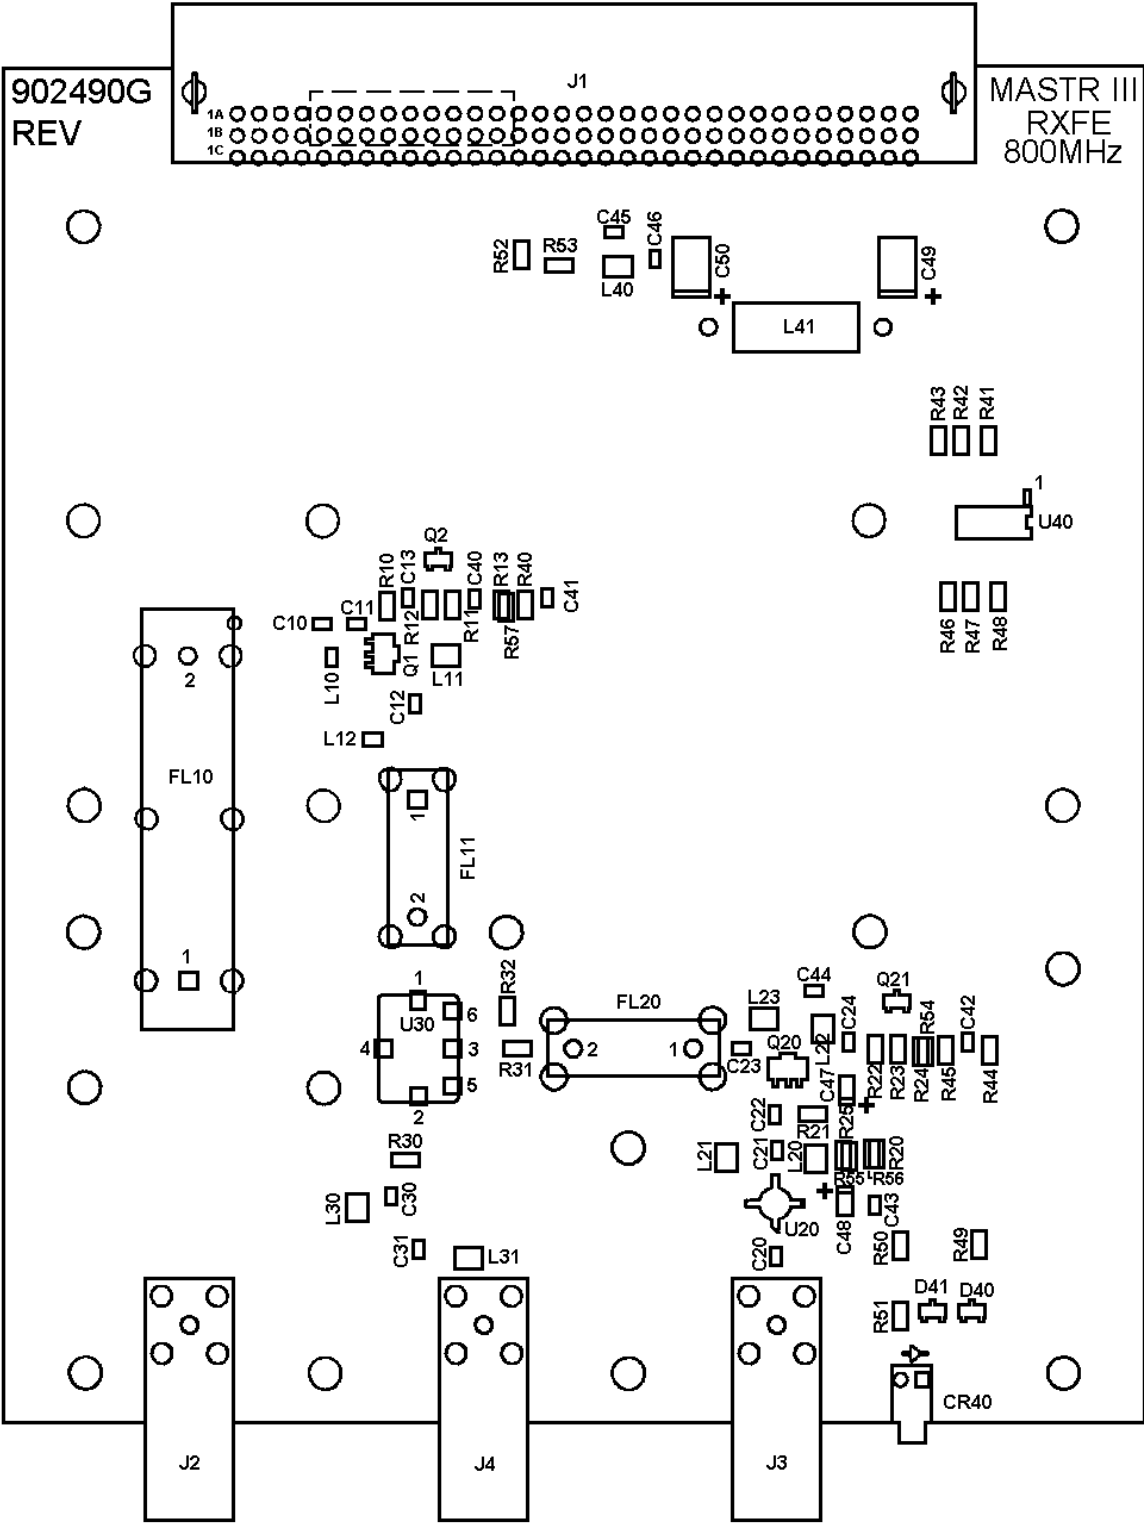 902490G
REV
J1
MASTR III
RXFE
800MHz
1A
1B
1C
C45
C46
R52
R53
L40
C50
C49
+
+
L41
R43
R42
R41
1
U40
Q2
R10
C13
C40
R13
R40
C41
C10
C11
R12
R11
R57
R46
R47
R48
L10
Q1
L11
2
C12
L12
FL10
1
FL11
2
1
1
U30
6
4
3
5
2
R32
R31
FL20
2
1
L23
C44
Q21
C24
R54
C42
Q20
L22
C23
C47
R22
R23
R24
R45
R44
+
C22
R21
R25
R30
L21
C21
L20
R20
R55
R56
+
L30
C30
U20
C48
C43
C31
L31
C20
R50
R49
D41
D40
R51
CR40
J2
J4
J3